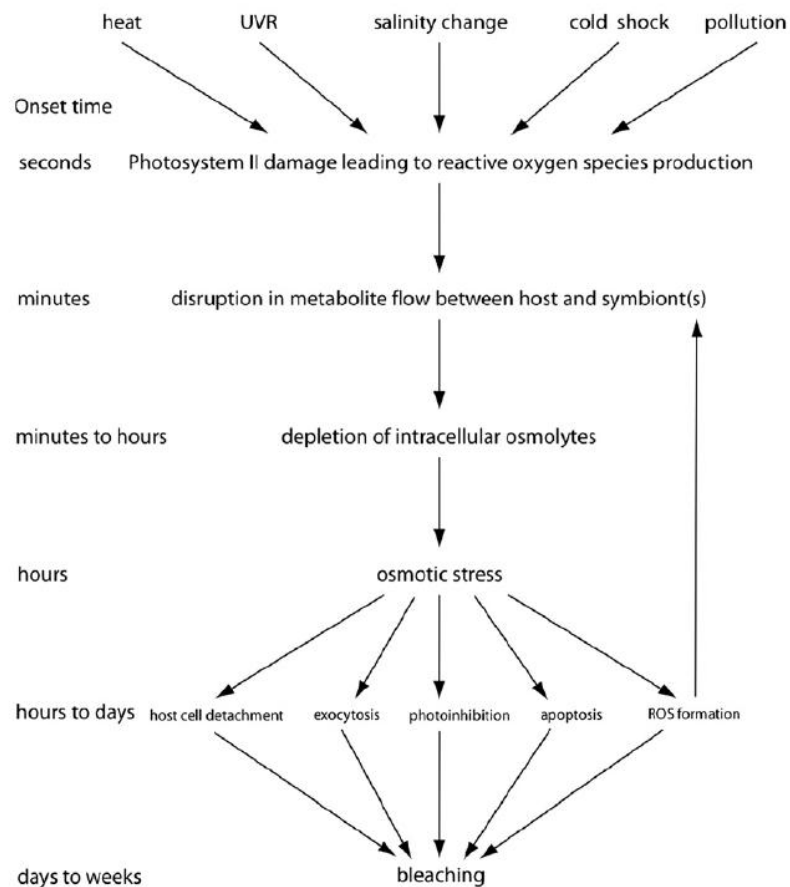 heat UVR salinity change cold shock pollution
Onset time
seconds Photosystem II damage leading to reactive oxygen species production
minutes disruption in metabolite flow between host and symbiont(s)
minutes to hours depletion of intracellular osmolytes
hours osmotic stress
hours to days host cell detachment exocytosis photoinhibition apoptosis ROS formation
days to weeks bleaching